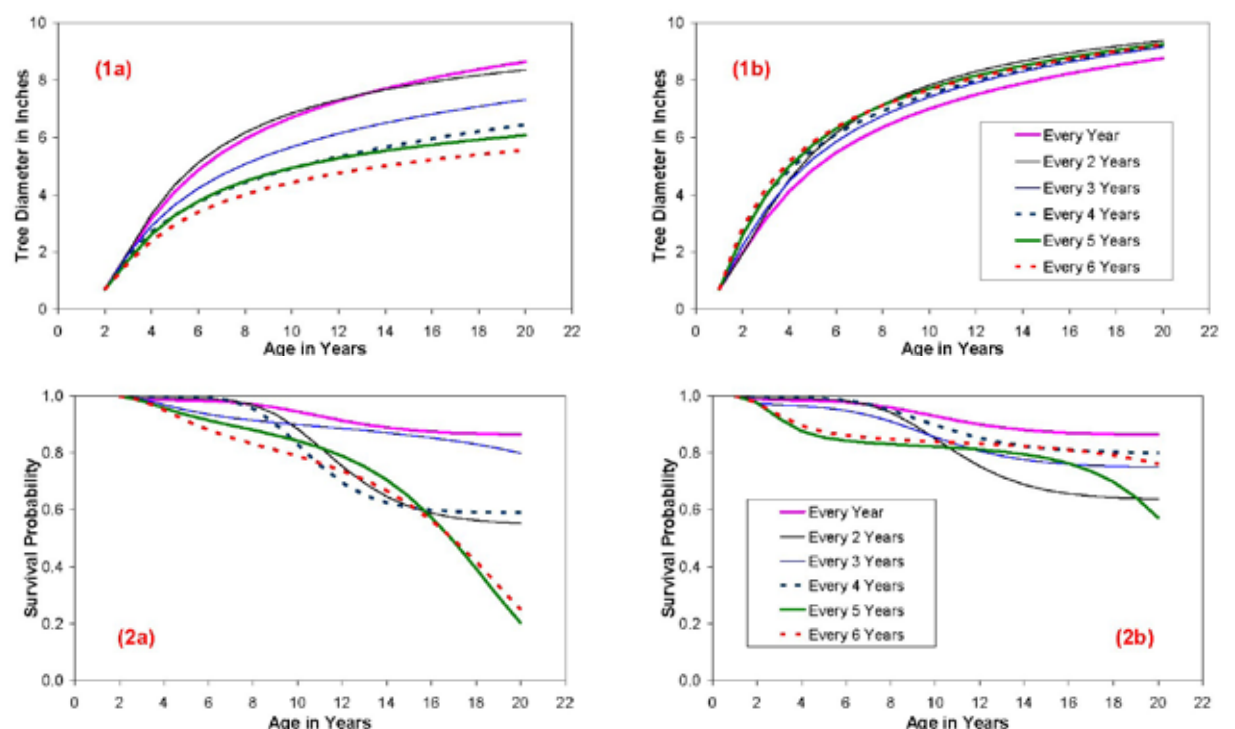 10
8
6
4
2
0
Tree Diameter in Inches
(1a)
0 2 4 6 8 10 12 14 16 18 20 22
Age in Years
10
8
6
4
2
0
Tree Diameter in Inches
(1b)
Every Year
Every 2 Years
Every 3 Years
Every 4 Years
Every 5 Years
Every 6 Years
0 2 4 6 8 10 12 14 16 18 20 22
Age in Years
1.0
0.8
0.6
0.4
0.2
0.0
Survival Probability
(2a)
0 2 4 6 8 10 12 14 16 18 20 22
Age in Years
1.0
0.8
0.6
0.4
0.2
0.0
Survival Probability
Every Year
Every 2 Years
Every 3 Years
Every 4 Years
Every 5 Years
Every 6 Years
(2b)
0 2 4 6 8 10 12 14 16 18 20 22
Age in Years